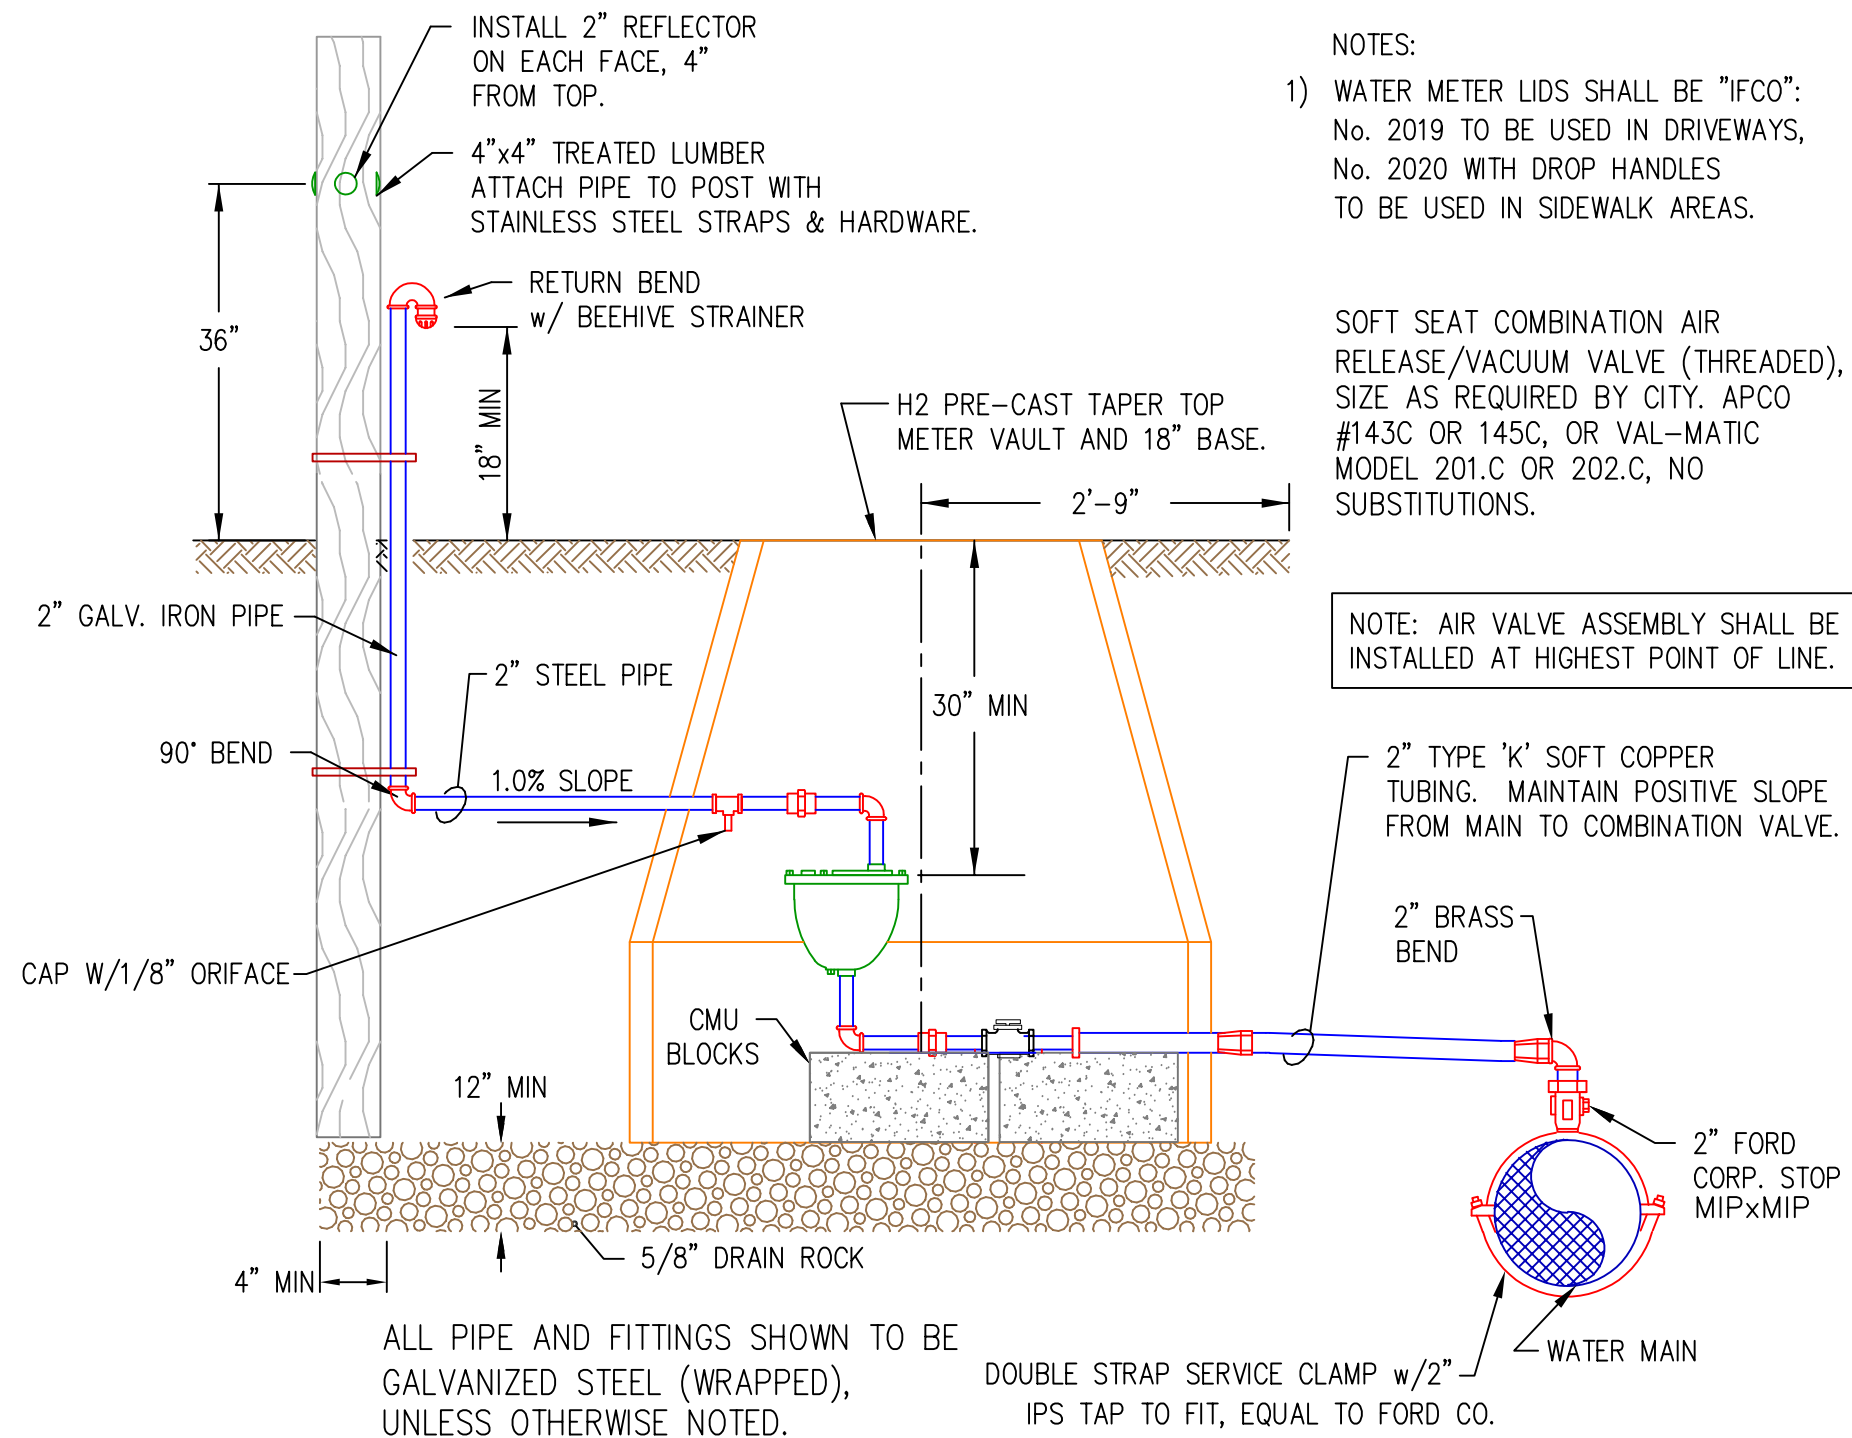 INSTALL 2" REFLECTOR
ON EACH FACE, 4"
FROM TOP.
4"x4" TREATED LUMBER
ATTACH PIPE TO POST WITH
STAINLESS STEEL STRAPS & HARDWARE.
RETURN BEND
w/ BEEHIVE STRAINER
36"
18" MIN
H2 PRE-CAST TAPER TOP
METER VAULT AND 18" BASE.
2'-9"
NOTES:
1) WATER METER LIDS SHALL BE "IFCO":
No. 2019 TO BE USED IN DRIVEWAYS,
No. 2020 WITH DROP HANDLES
TO BE USED IN SIDEWALK AREAS.
SOFT SEAT COMBINATION AIR
RELEASE/VACUUM VALVE (THREADED),
SIZE AS REQUIRED BY CITY. APCO
#143C OR 145C, OR VAL-MATIC
MODEL 201.C OR 202.C, NO
SUBSTITUTIONS.
NOTE: AIR VALVE ASSEMBLY SHALL BE
INSTALLED AT HIGHEST POINT OF LINE.
2" GALV. IRON PIPE
2" STEEL PIPE
30" MIN
90° BEND
1.0% SLOPE
2" TYPE 'K' SOFT COPPER
TUBING. MAINTAIN POSITIVE SLOPE
FROM MAIN TO COMBINATION VALVE.
2" BRASS
BEND
CAP W/1/8" ORIFACE
CMU
BLOCKS
12" MIN
2" FORD
CORP. STOP
MIPxMIP
5/8" DRAIN ROCK
4" MIN
ALL PIPE AND FITTINGS SHOWN TO BE
GALVANIZED STEEL (WRAPPED),
UNLESS OTHERWISE NOTED.
WATER MAIN
DOUBLE STRAP SERVICE CLAMP w/2"
IPS TAP TO FIT, EQUAL TO FORD CO.